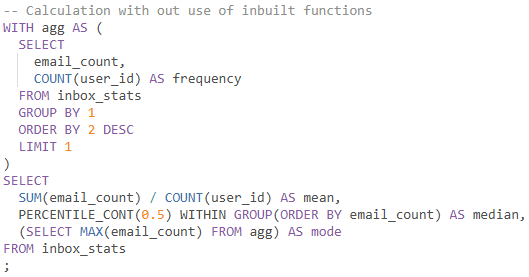 -- Calculation with out use of inbuilt functions
WITH agg AS (
  SELECT
    email_count,
    COUNT(user_id) AS frequency
  FROM inbox_stats
  GROUP BY 1
  ORDER BY 2 DESC
  LIMIT 1
)
SELECT
  SUM(email_count) / COUNT(user_id) AS mean,
  PERCENTILE_CONT(0.5) WITHIN GROUP(ORDER BY email_count) AS median,
  (SELECT MAX(email_count) FROM agg) AS mode
FROM inbox_stats
;